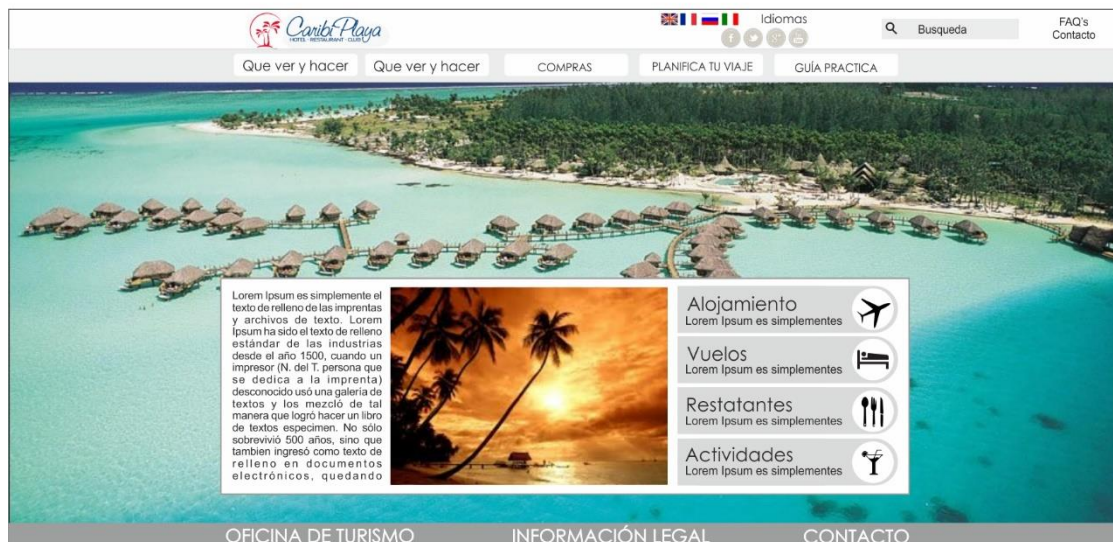 Caribi Playa
HOTEL · RESTAURANT · CLUB
Idiomas
Busqueda
FAQ's
Contacto
Que ver y hacer
Que ver y hacer
COMPRAS
PLANIFICA TU VIAJE
GUÍA PRACTICA
Lorem Ipsum es simplemente el
texto de relleno de las imprentas
y archivos de texto. Lorem
Ipsum ha sido el texto de relleno
estándar de las industrias
desde el año 1500, cuando un
impresor (N. del T. persona que
se dedica a la imprenta)
desconocido usó una galería de
textos y los mezcló de tal
manera que logró hacer un libro
de textos especimen. No sólo
sobrevivió 500 años, sino que
tambien ingresó como texto de
relleno en documentos
electrónicos, quedando
Alojamiento
Lorem Ipsum es simplementes
Vuelos
Lorem Ipsum es simplementes
Restatantes
Lorem Ipsum es simplementes
Actividades
Lorem Ipsum es simplementes
OFICINA DE TURISMO
INFORMACIÓN LEGAL
CONTACTO